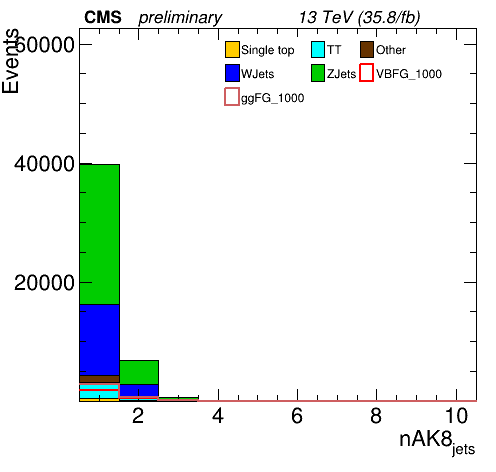 CMS preliminary 13 TeV (35.8/fb)
Events
60000
40000
20000
Single top TT Other
WJets ZJets VBFG_1000
ggFG_1000
2 4 6 8 10
nAK8jets